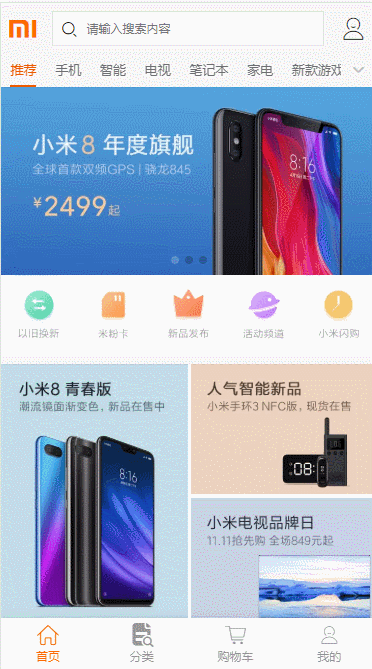 mi
请输入搜索内容
推荐 手机 智能 电视 笔记本 家电 新款游戏
小米8 年度旗舰
全球首款双频GPS | 骁龙845
¥2499起
8:16
以旧换新 米粉卡 新品发布 活动频道 小米闪购
小米8 青春版
潮流镜面渐变色,新品在售中
8:16
人气智能新品
小米手环3 NFC版,现货在售
08:
小米电视品牌日
11.11抢先购 全场849元起
首页 分类 购物车 我的